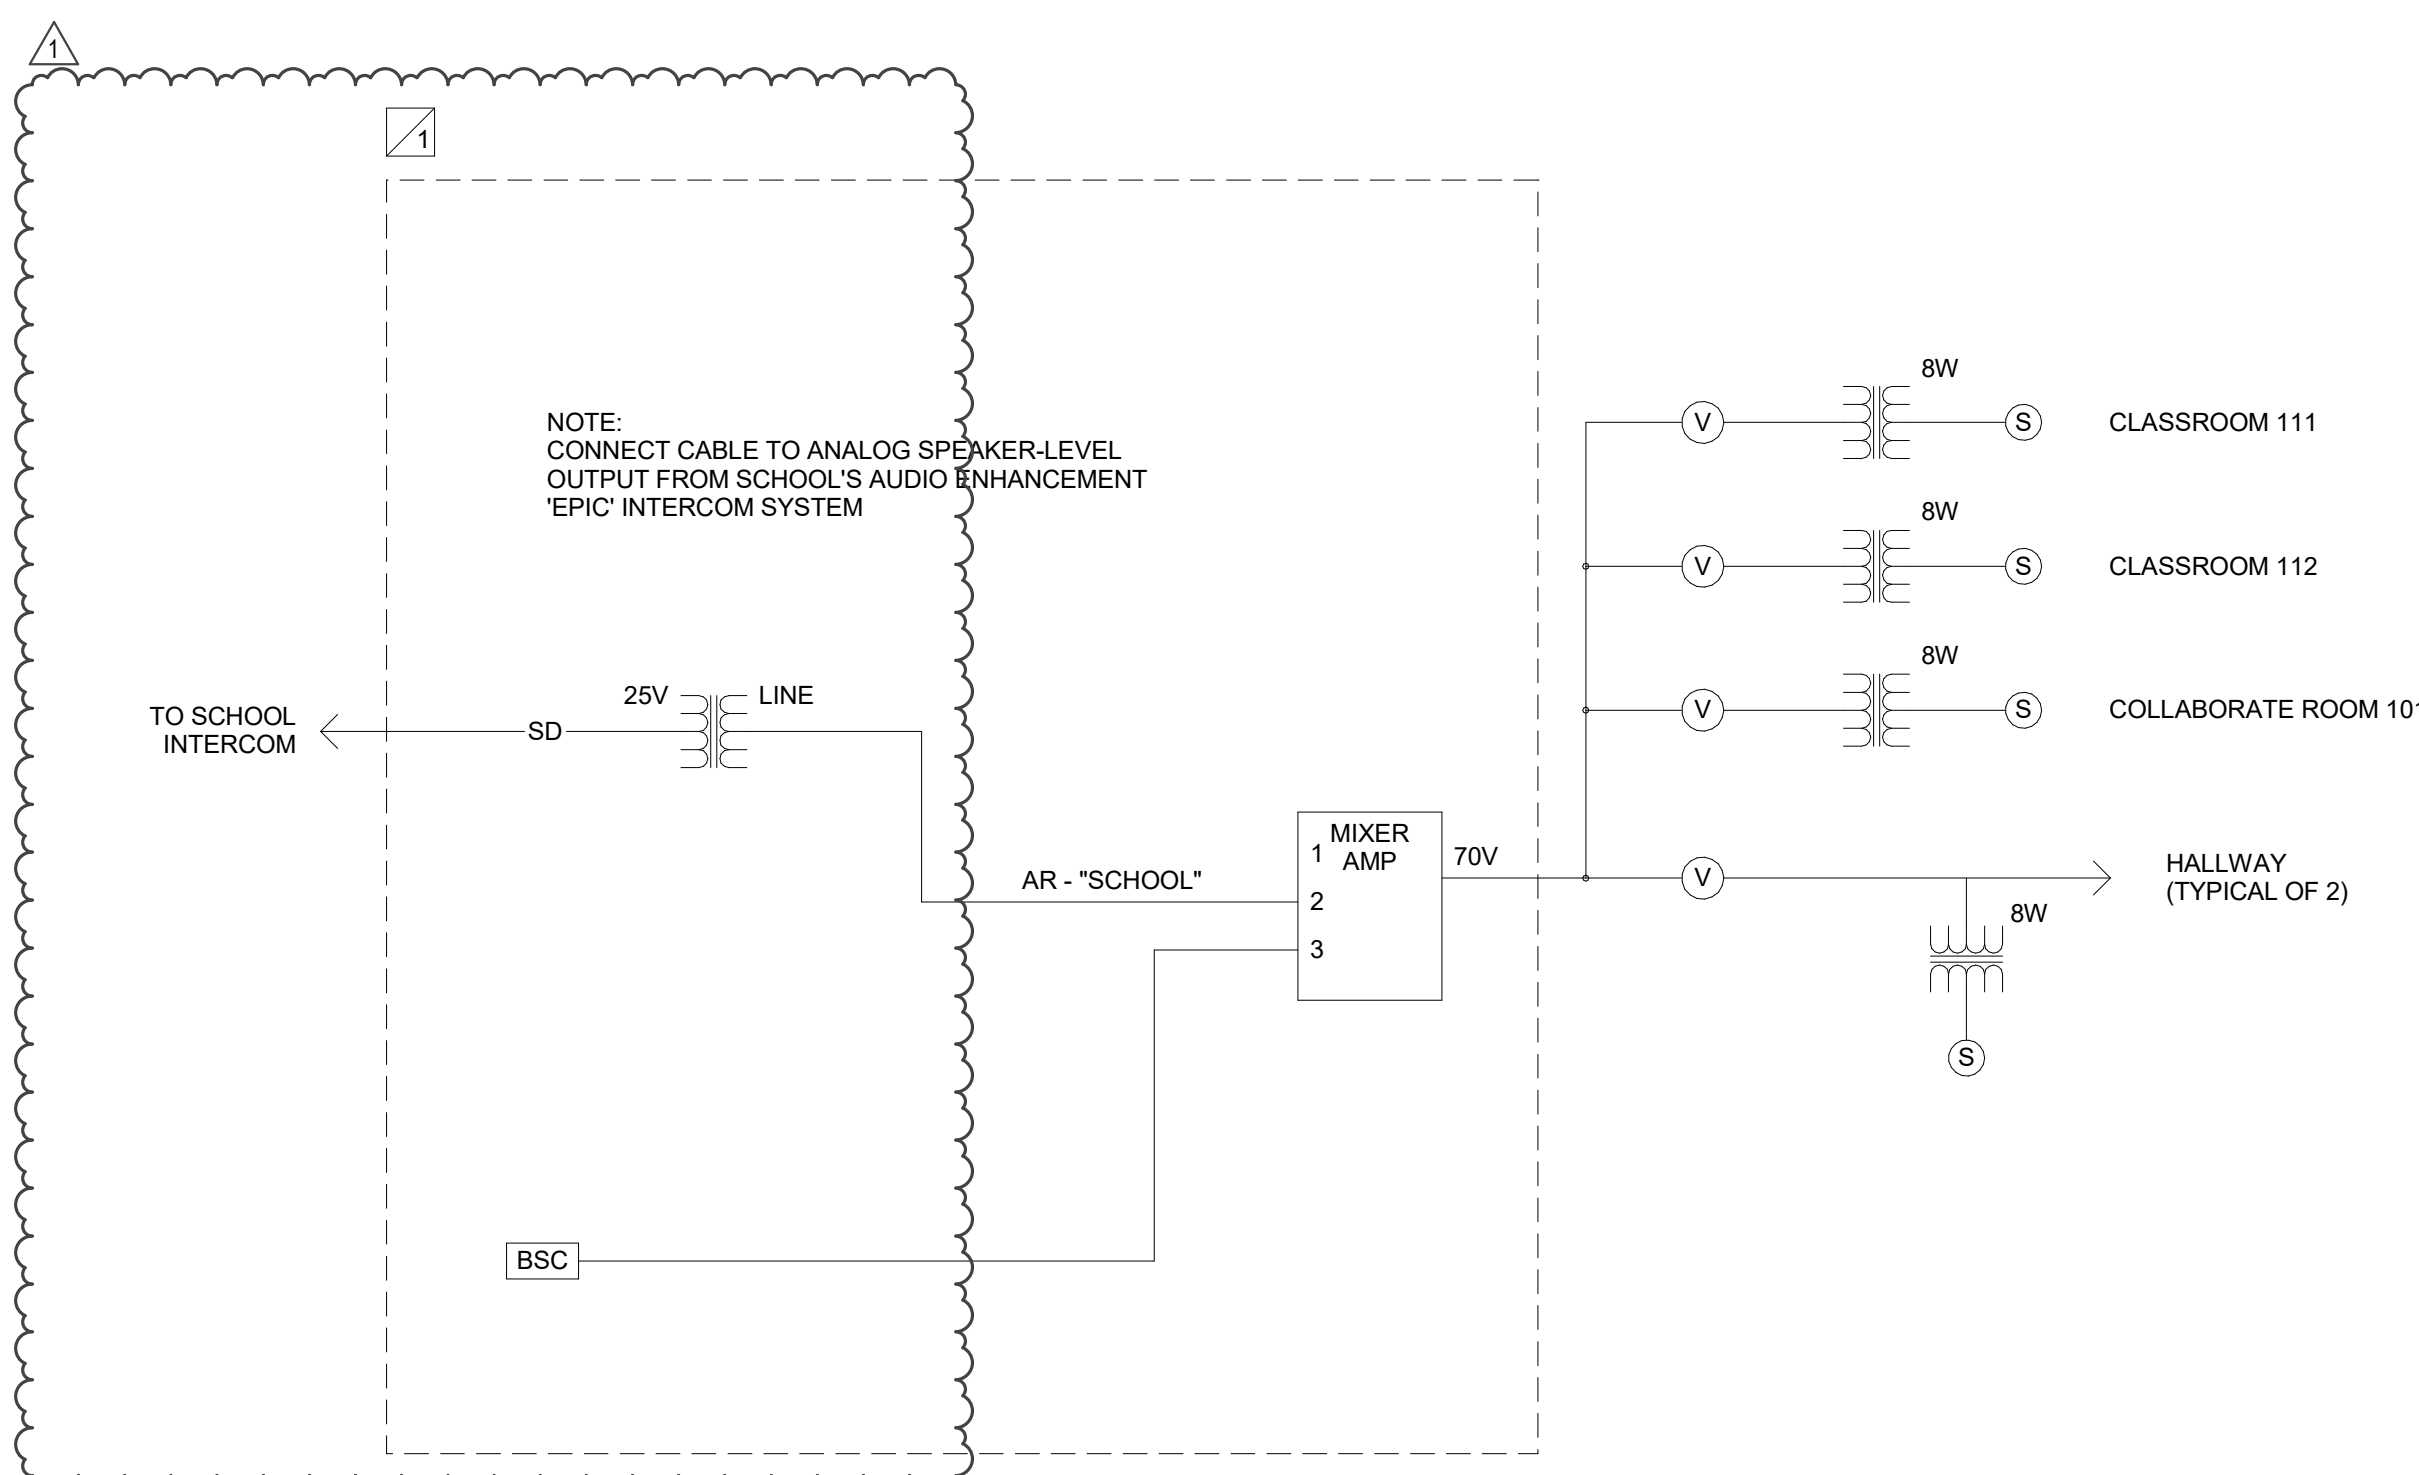 1
1
NOTE:
CONNECT CABLE TO ANALOG SPEAKER-LEVEL
OUTPUT FROM SCHOOL'S AUDIO ENHANCEMENT
'EPIC' INTERCOM SYSTEM
TO SCHOOL
INTERCOM
SD
25V
LINE
AR - "SCHOOL"
BSC
MIXER
AMP
1
2
3
70V
V
8W
S
CLASSROOM 111
V
8W
S
CLASSROOM 112
V
8W
S
COLLABORATE ROOM
V
HALLWAY
(TYPICAL OF 2)
8W
S